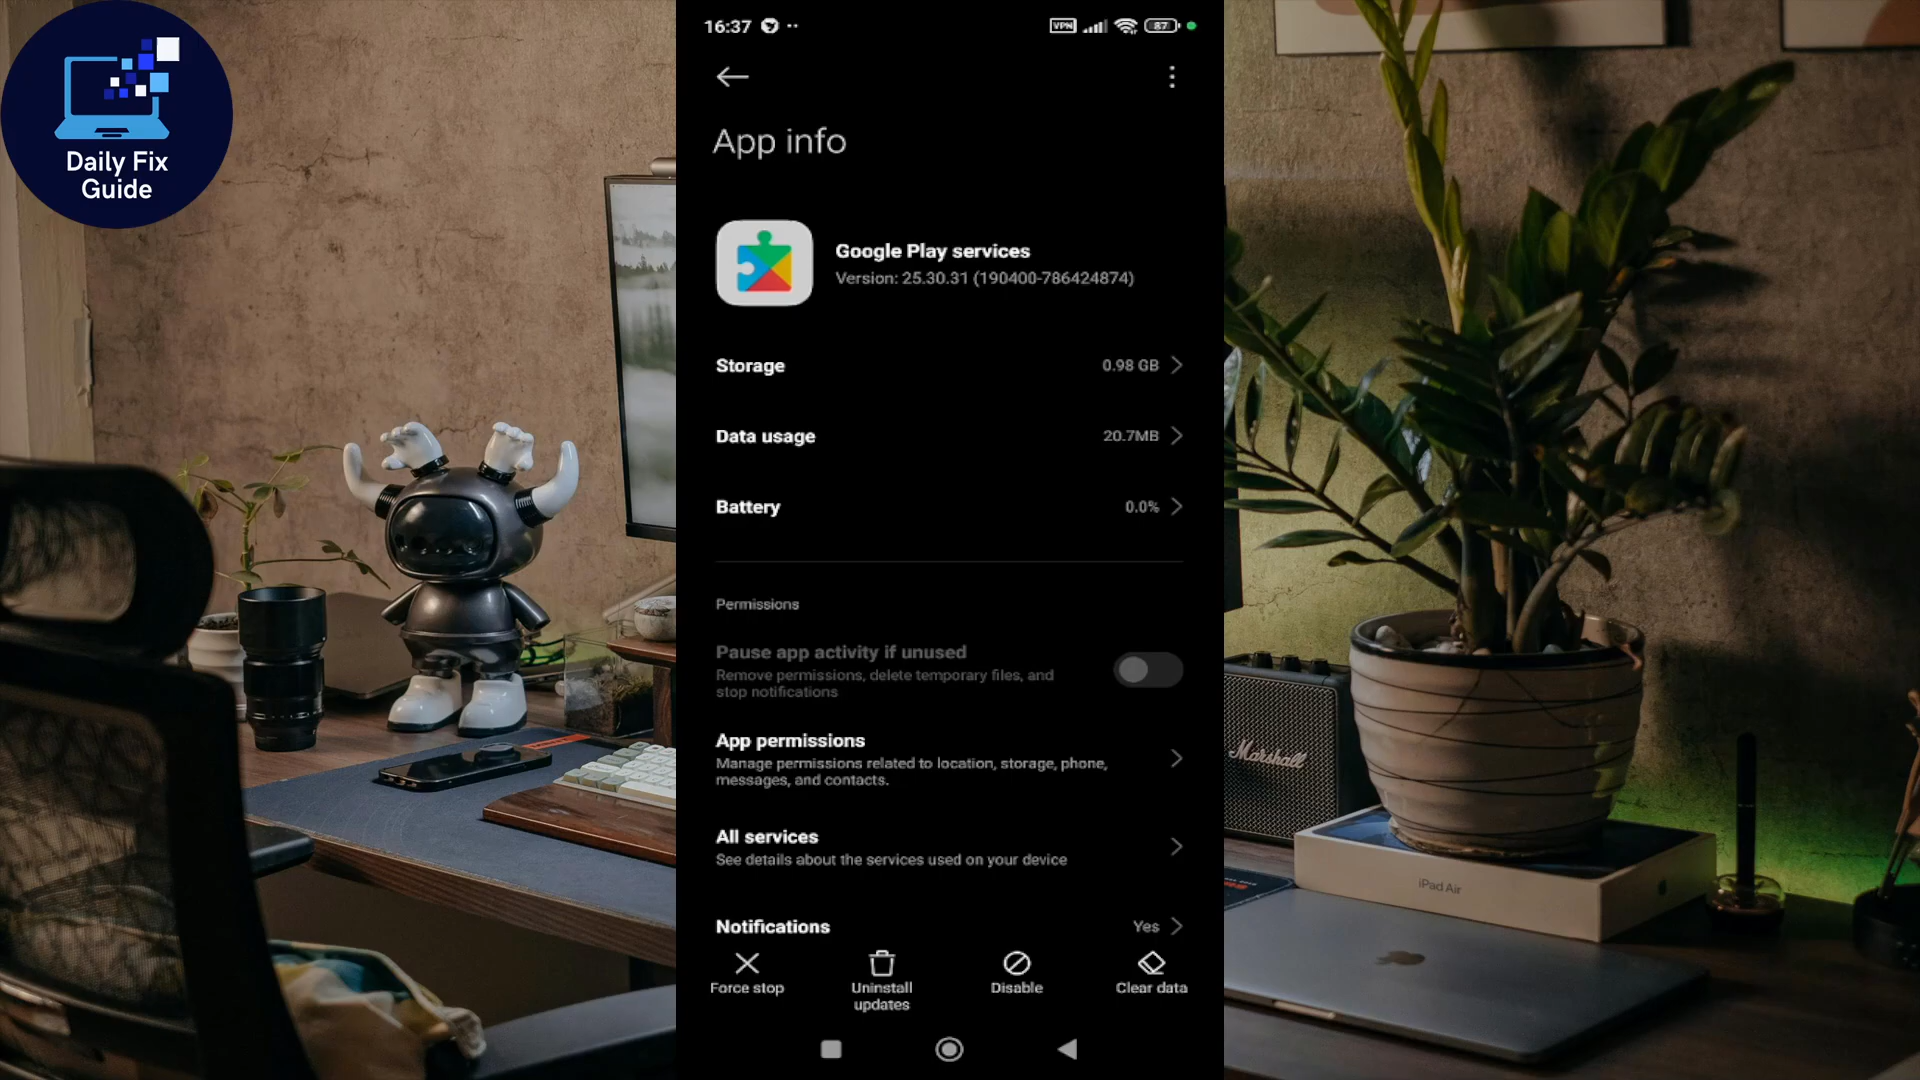 Daily Fix
Guide
16:37
VPN
87
App info
Google Play services
Version: 25.30.31 (190400-786424874)
Storage
0.98 GB
Data usage
20.7MB
Battery
0.0%
Permissions
Pause app activity if unused
Remove permissions, delete temporary files, and
stop notifications
App permissions
Manage permissions related to location, storage, phone,
messages, and contacts.
All services
See details about the services used on your device
Notifications
Yes
Force stop
Uninstall
updates
Disable
Clear data
Marshall
iPad Air